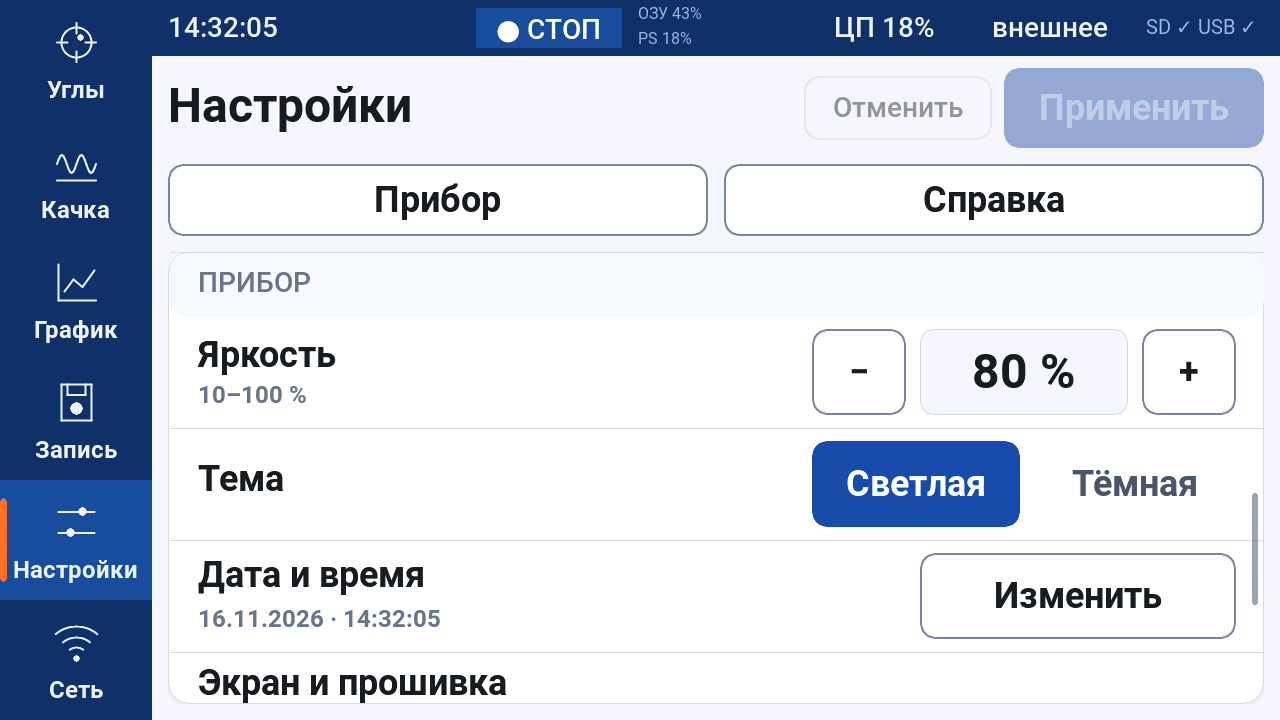 14:32:05
СТОП
ОЗУ 43%
PS 18%
ЦП 18%
внешнее
SD ✓ USB ✓
Углы
Качка
График
Запись
Настройки
Сеть
Настройки
Отменить
Применить
Прибор
Справка
ПРИБОР
Яркость
10–100 %
−
80 %
+
Тема
Светлая
Тёмная
Дата и время
16.11.2026 · 14:32:05
Изменить
Экран и прошивка